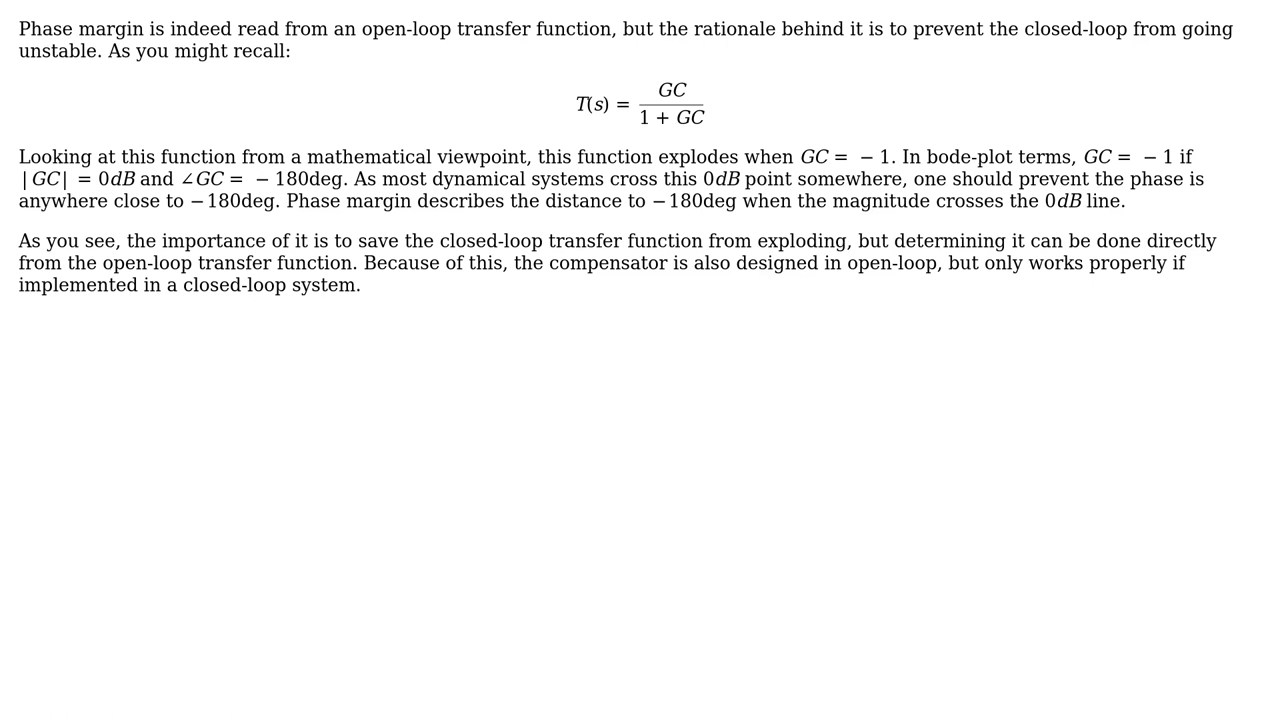 Phase margin is indeed read from an open-loop transfer function, but the rationale behind it is to prevent the closed-loop from going
unstable. As you might recall:
T(s) = GC / 1 + GC
Looking at this function from a mathematical viewpoint, this function explodes when GC = − 1. In bode-plot terms, GC = − 1 if
|GC| = 0dB and ∠GC = − 180deg. As most dynamical systems cross this 0dB point somewhere, one should prevent the phase is
anywhere close to −180deg. Phase margin describes the distance to −180deg when the magnitude crosses the 0dB line.
As you see, the importance of it is to save the closed-loop transfer function from exploding, but determining it can be done directly
from the open-loop transfer function. Because of this, the compensator is also designed in open-loop, but only works properly if
implemented in a closed-loop system.